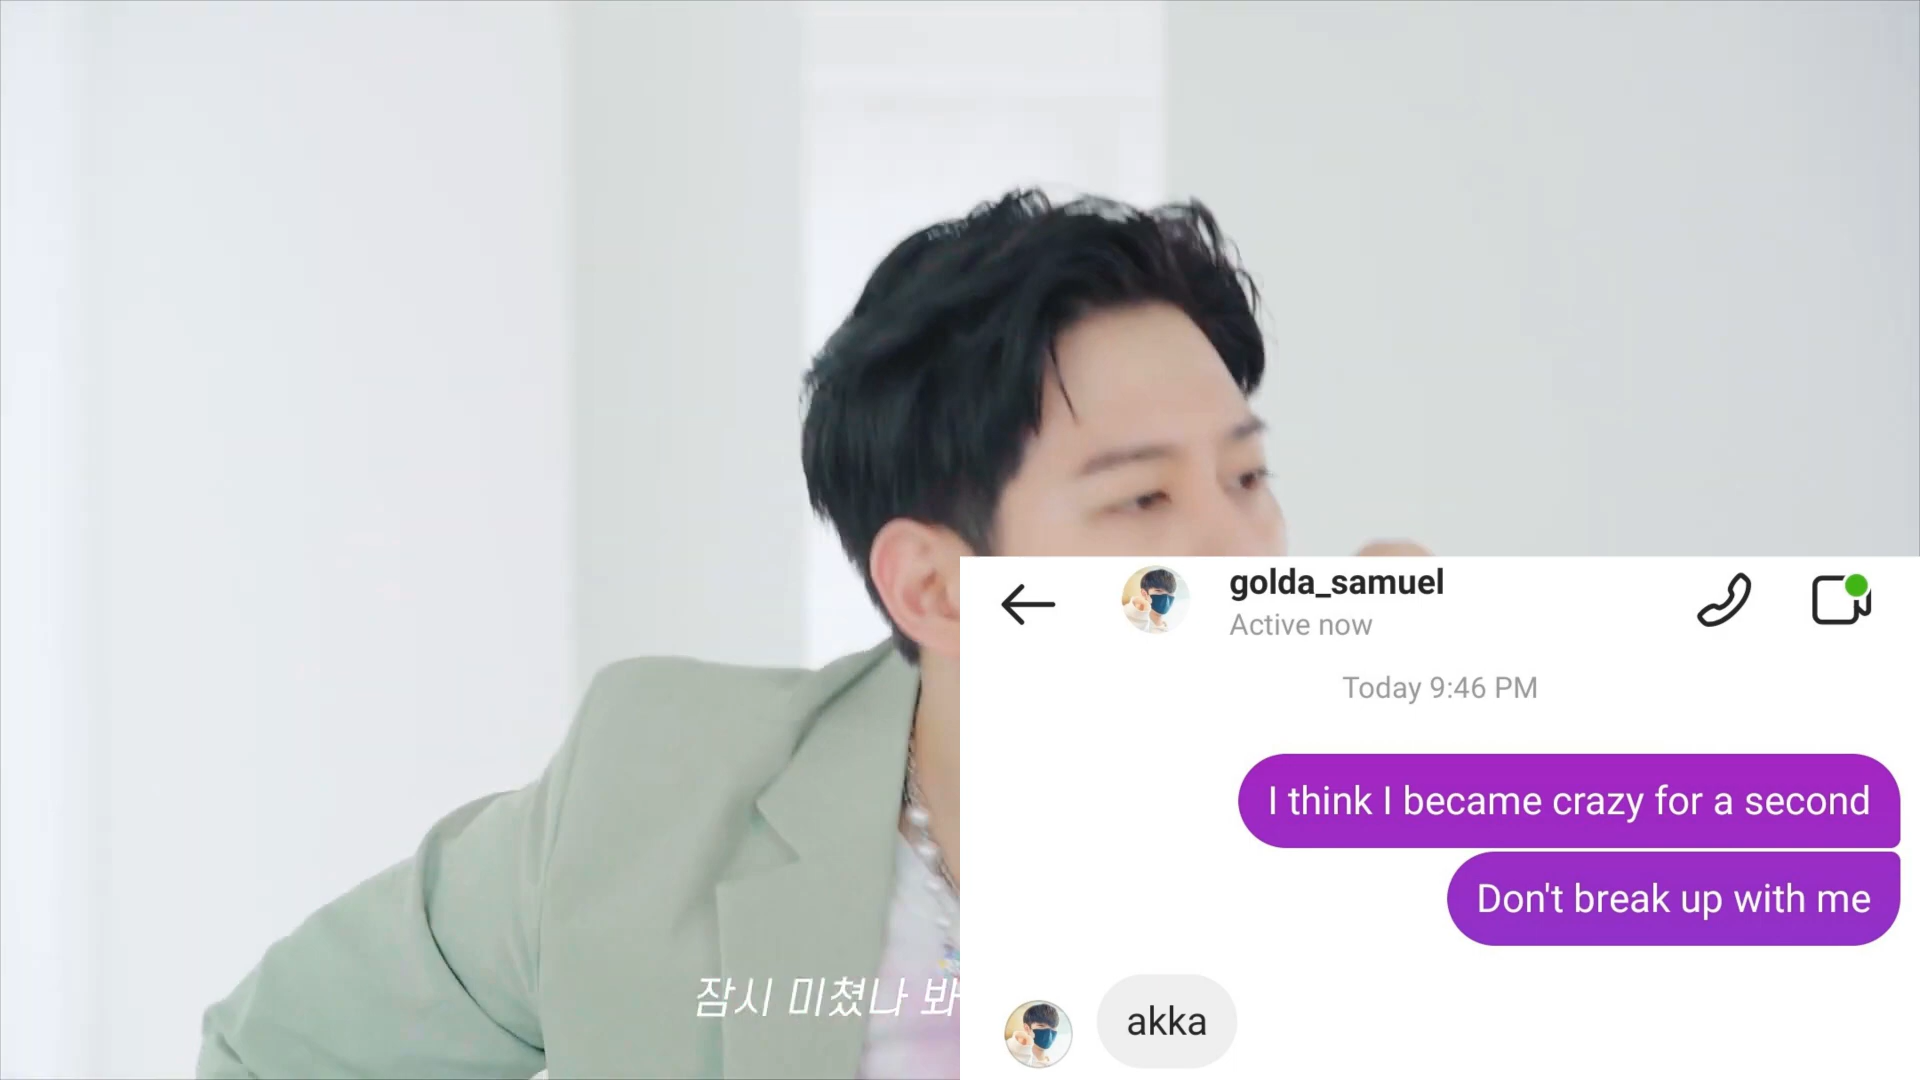 golda_samuel
Active now
Today 9:46 PM
I think I became crazy for a second
Don't break up with me
akka
잠시 미쳤나 봐